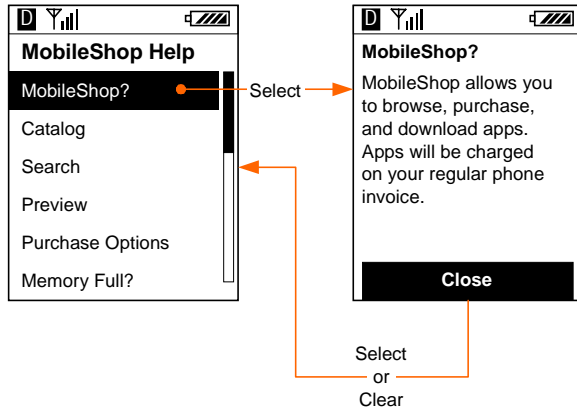 D
MobileShop Help
MobileShop?
Catalog
Search
Preview
Purchase Options
Memory Full?
Select
D
MobileShop?
MobileShop allows you
to browse, purchase,
and download apps.
Apps will be charged
on your regular phone
invoice.
Close
Select
or
Clear